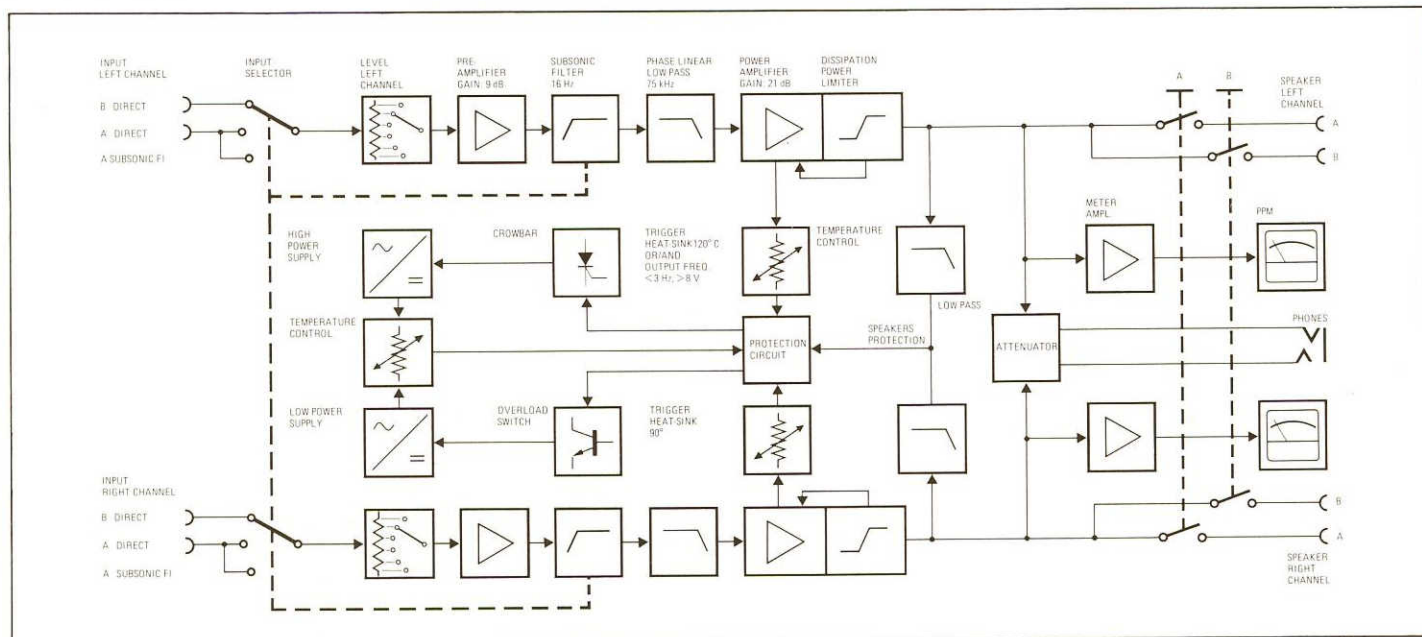 INPUT
LEFT CHANNEL
INPUT
SELECTOR
LEVEL
LEFT
CHANNEL
PRE-
AMPLIFIER
GAIN: 9 dB
SUBSONIC
FILTER
16 Hz
PHASE LINEAR
LOW PASS
75 kHz
POWER
AMPLIFIER
GAIN: 21 dB
DISSIPATION
POWER
LIMITER
A
B
SPEAKER
LEFT
CHANNEL
B DIRECT
A DIRECT
A SUBSONIC FI
A
B
HIGH
POWER
SUPPLY
CROWBAR
TRIGGER
HEAT-SINK 120° C
OR/AND
OUTPUT FREQ.
<3 Hz, >8 V
TEMPERATURE
CONTROL
LOW PASS
METER
AMPL.
PPM
TEMPERATURE
CONTROL
PROTECTION
CIRCUIT
SPEAKERS
PROTECTION
ATTENUATOR
PHONES
LOW POWER
SUPPLY
OVERLOAD
SWITCH
TRIGGER
HEAT-SINK
90°
INPUT
RIGHT CHANNEL
B DIRECT
A DIRECT
A SUBSONIC FI
B
A
SPEAKER
RIGHT
CHANNEL